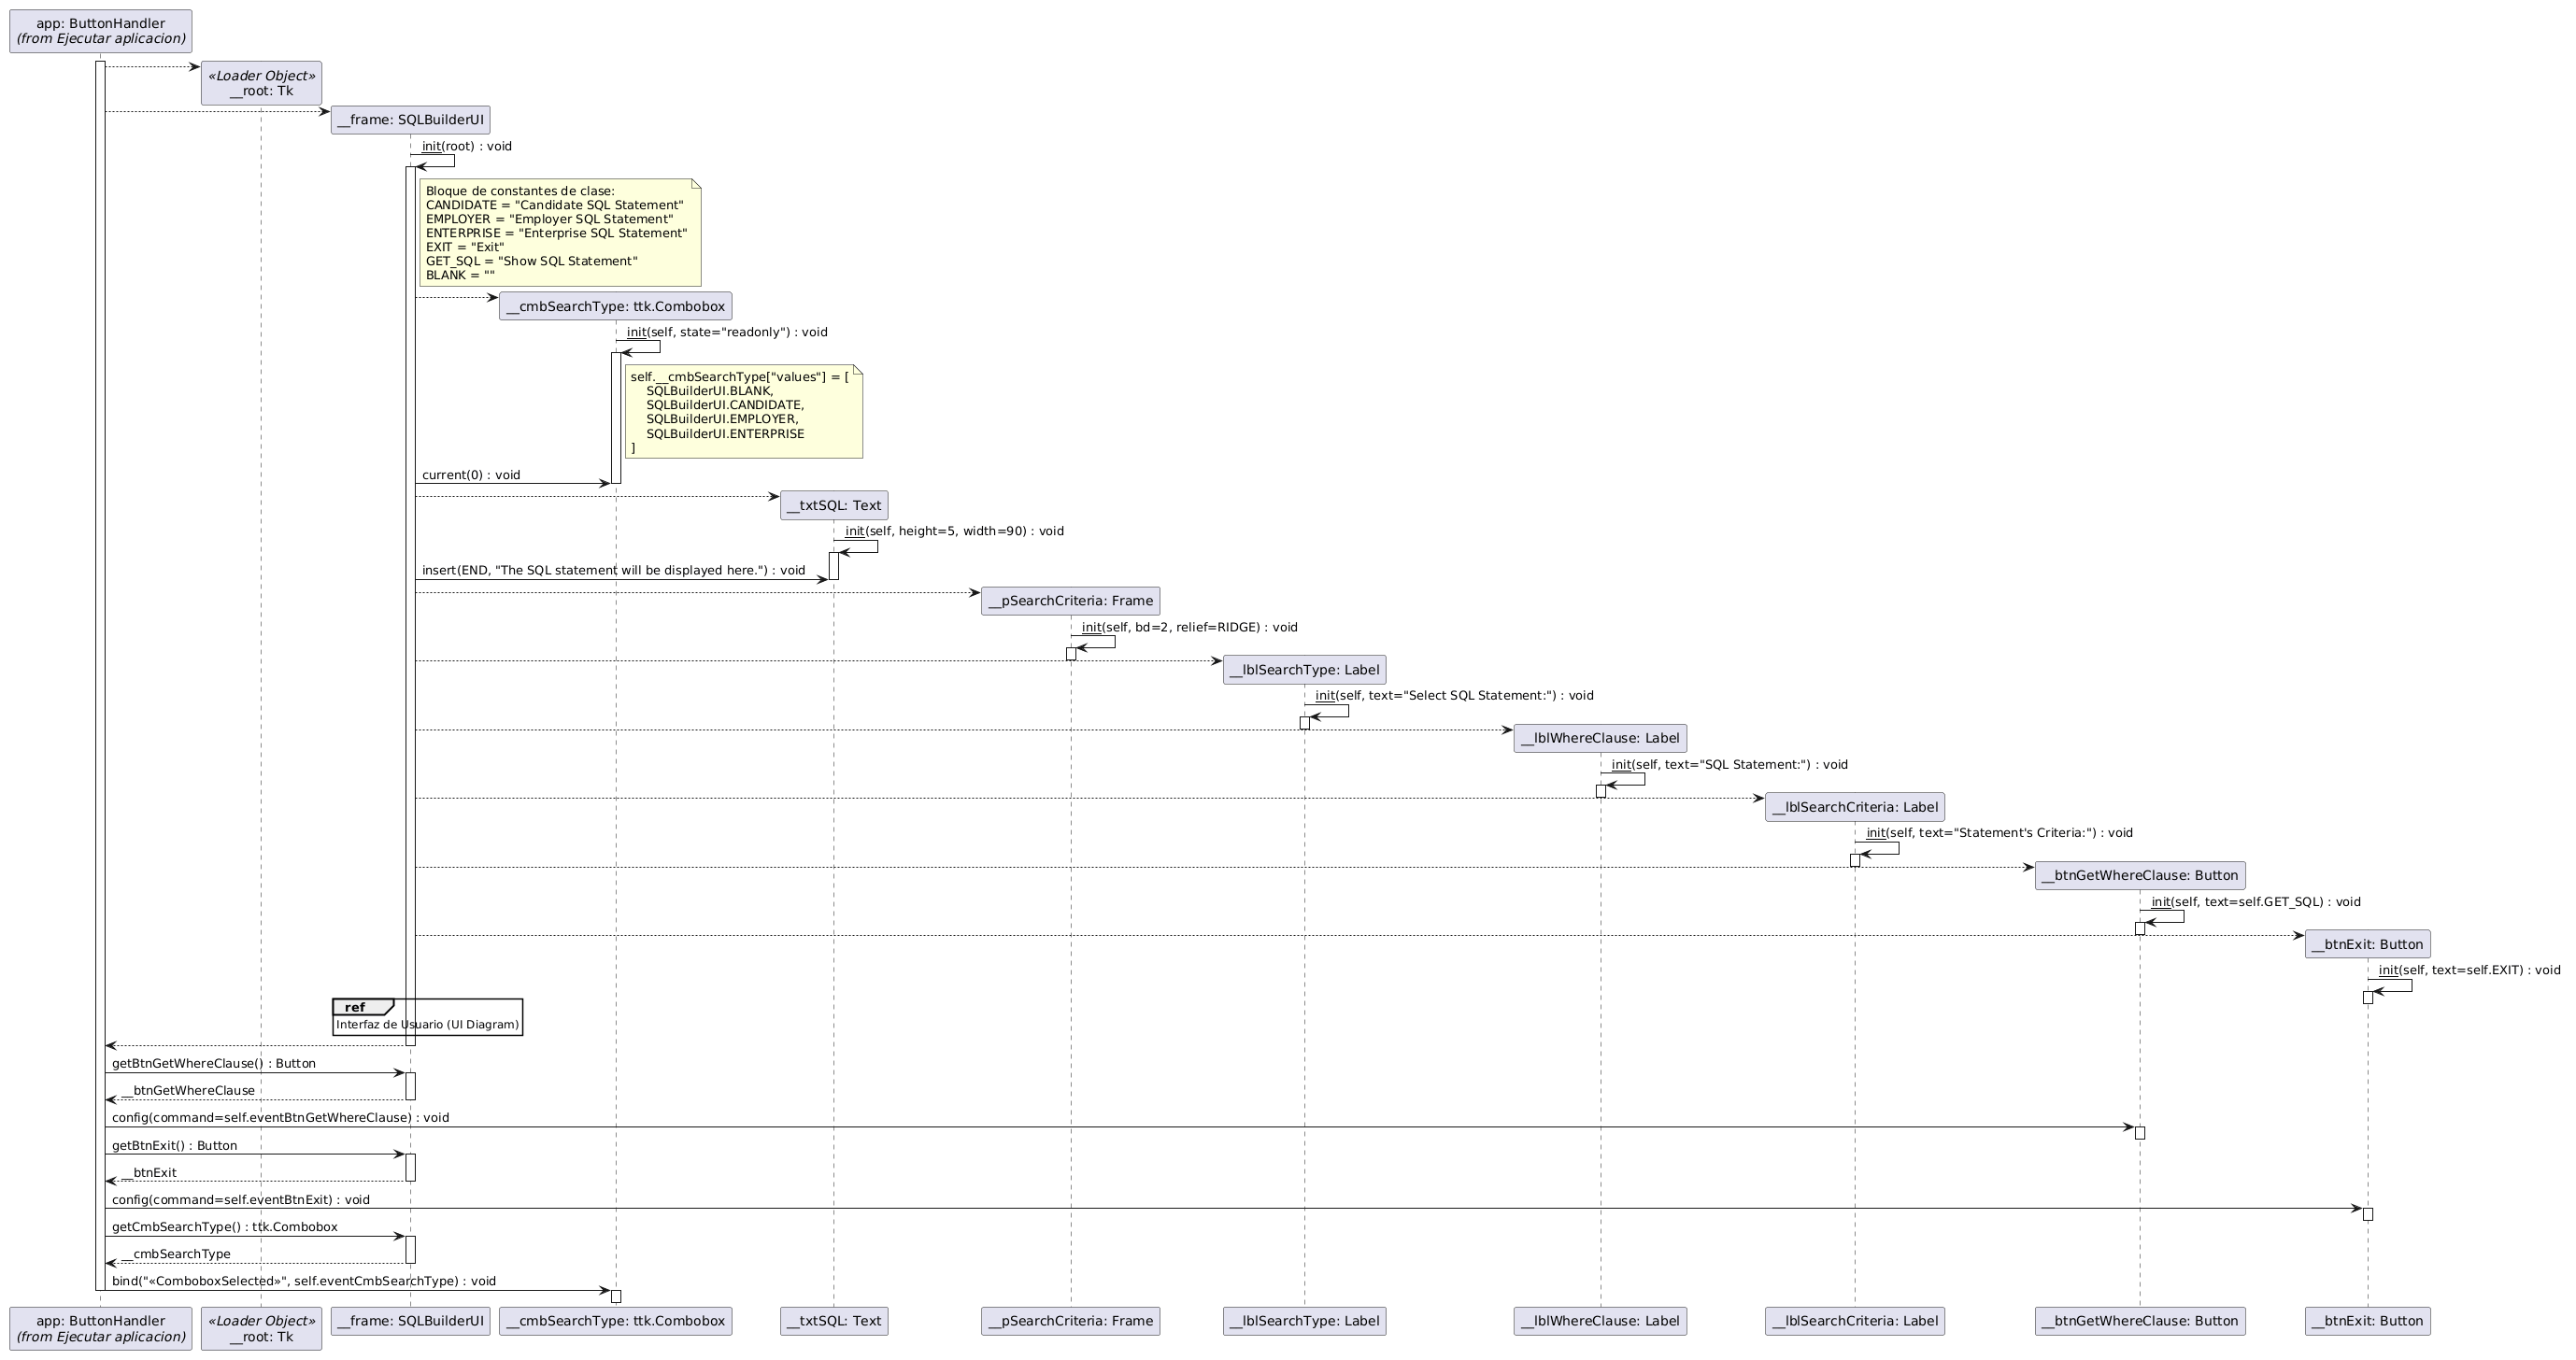 app: ButtonHandler
(from Ejecutar aplicacion)
«Loader Object»
__root: Tk
__frame: SQLBuilderUI
init(root) : void
Bloque de constantes de clase:
CANDIDATE = "Candidate SQL Statement"
EMPLOYER = "Employer SQL Statement"
ENTERPRISE = "Enterprise SQL Statement"
EXIT = "Exit"
GET_SQL = "Show SQL Statement"
BLANK = ""
__cmbSearchType: ttk.Combobox
init(self, state="readonly") : void
self.__cmbSearchType["values"] = [
SQLBuilderUI.BLANK,
SQLBuilderUI.CANDIDATE,
SQLBuilderUI.EMPLOYER,
SQLBuilderUI.ENTERPRISE
]
current(0) : void
__txtSQL: Text
init(self, height=5, width=90) : void
insert(END, "The SQL statement will be displayed here.") : void
__pSearchCriteria: Frame
init(self, bd=2, relief=RIDGE) : void
__lblSearchType: Label
init(self, text="Select SQL Statement:") : void
__lblWhereClause: Label
init(self, text="SQL Statement:") : void
__lblSearchCriteria: Label
init(self, text="Statement's Criteria:") : void
__btnGetWhereClause: Button
init(self, text=self.GET_SQL) : void
__btnExit: Button
init(self, text=self.EXIT) : void
ref
Interfaz de Usuario (UI Diagram)
getBtnGetWhereClause() : Button
__btnGetWhereClause
config(command=self.eventBtnGetWhereClause) : void
getBtnExit() : Button
__btnExit
config(command=self.eventBtnExit) : void
getCmbSearchType() : ttk.Combobox
__cmbSearchType
bind("«ComboboxSelected»", self.eventCmbSearchType) : void
app: ButtonHandler
(from Ejecutar aplicacion)
«Loader Object»
__root: Tk
__frame: SQLBuilderUI
__cmbSearchType: ttk.Combobox
__txtSQL: Text
__pSearchCriteria: Frame
__lblSearchType: Label
__lblWhereClause: Label
__lblSearchCriteria: Label
__btnGetWhereClause: Button
__btnExit: Button